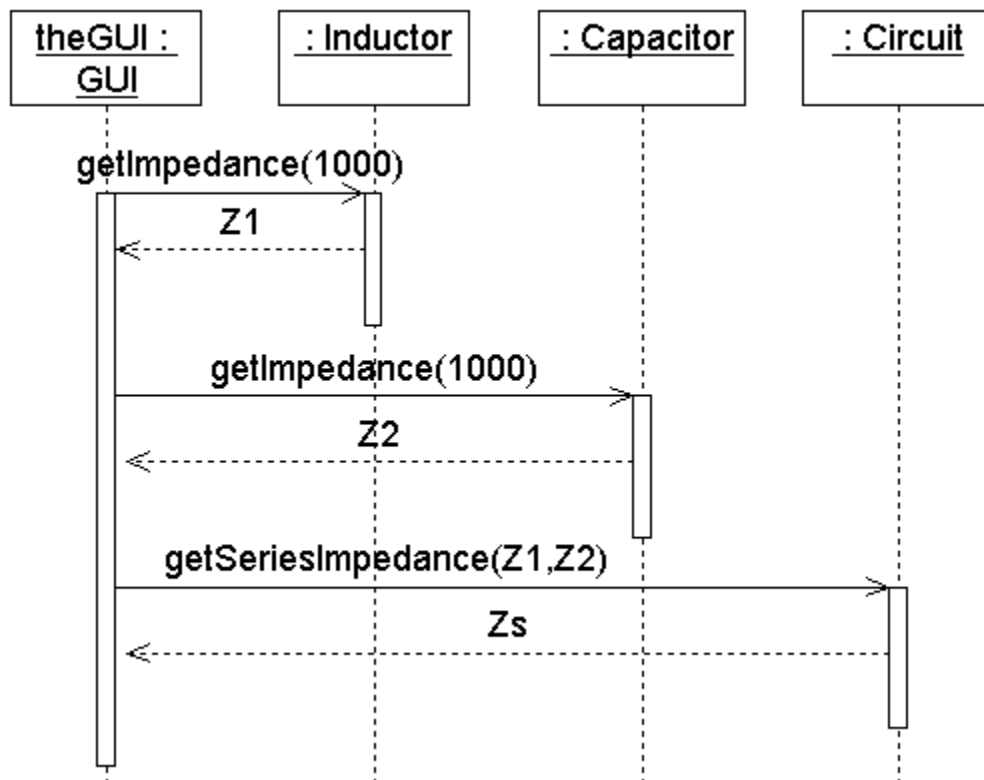 theGUI :
GUI
: Inductor
: Capacitor
: Circuit
getImpedance(1000)
Z1
getImpedance(1000)
Z2
getSeriesImpedance(Z1,Z2)
Zs